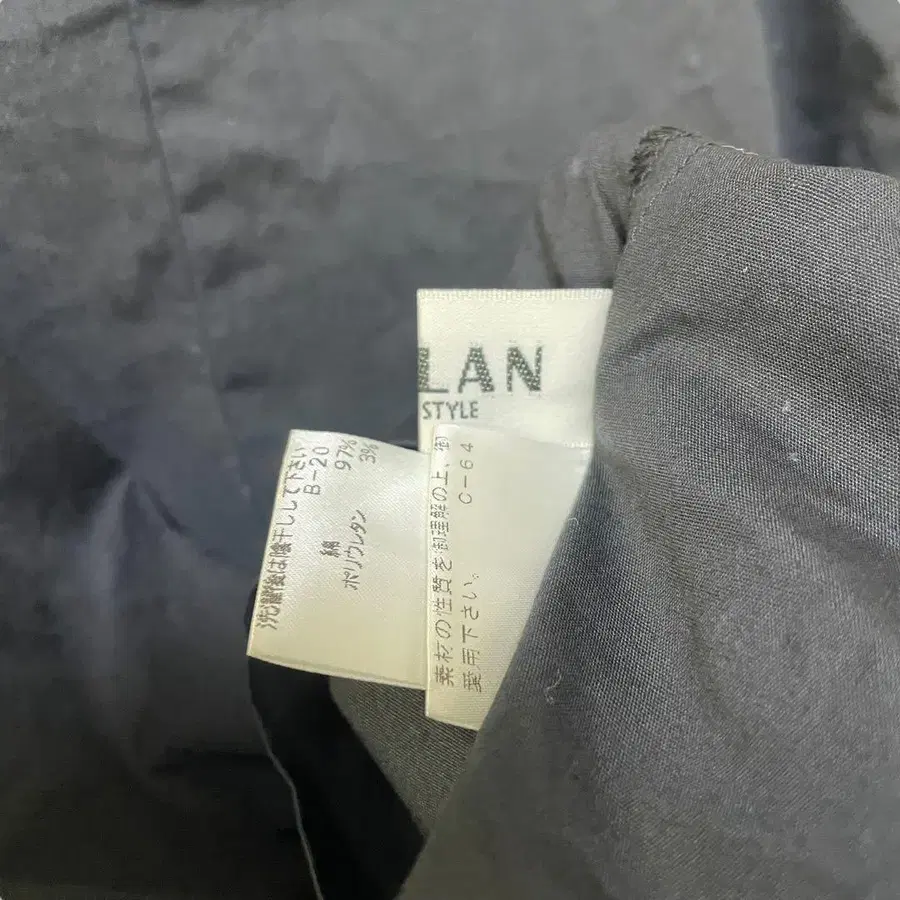 LAN
STYLE
洗濯後は陰干しして下さい
B-20
綿 97%
ポリウレタン 3%
素材の性質を御理解の上、御
C-64
用下さい。